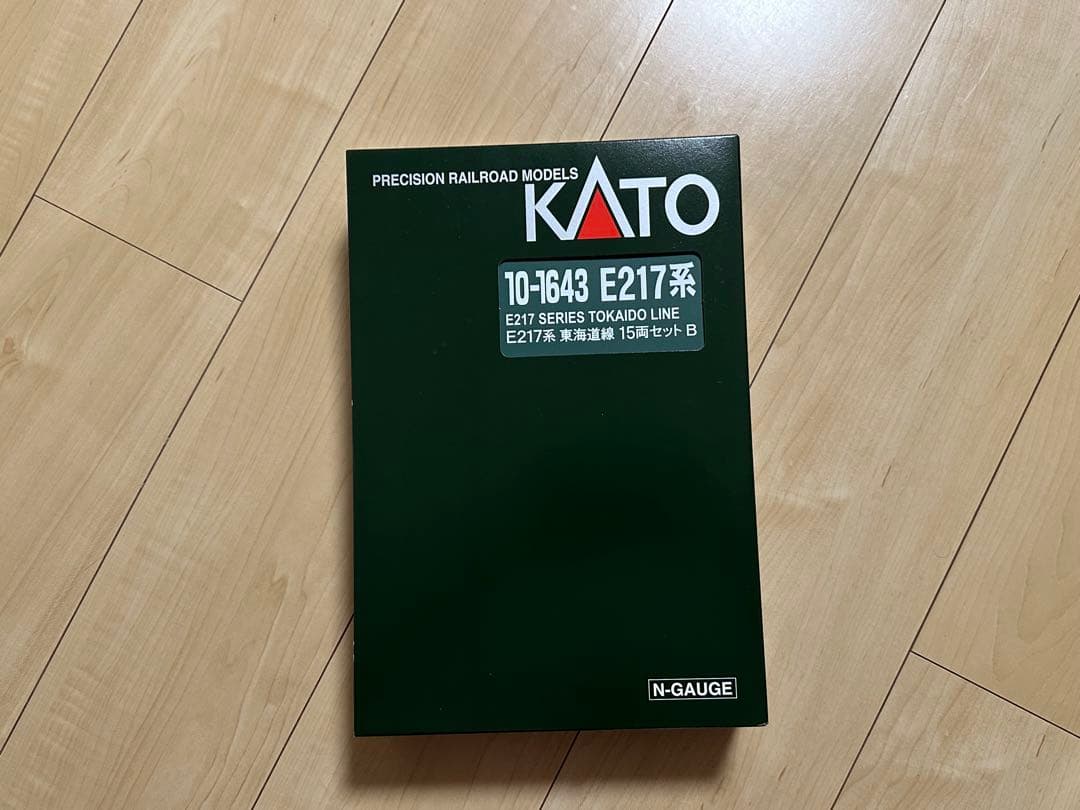 PRECISION RAILROAD MODELS
KATO
10-1643 E217系
E217 SERIES TOKAIDO LINE
E217系 東海道線 15両セット B
N-GAUGE